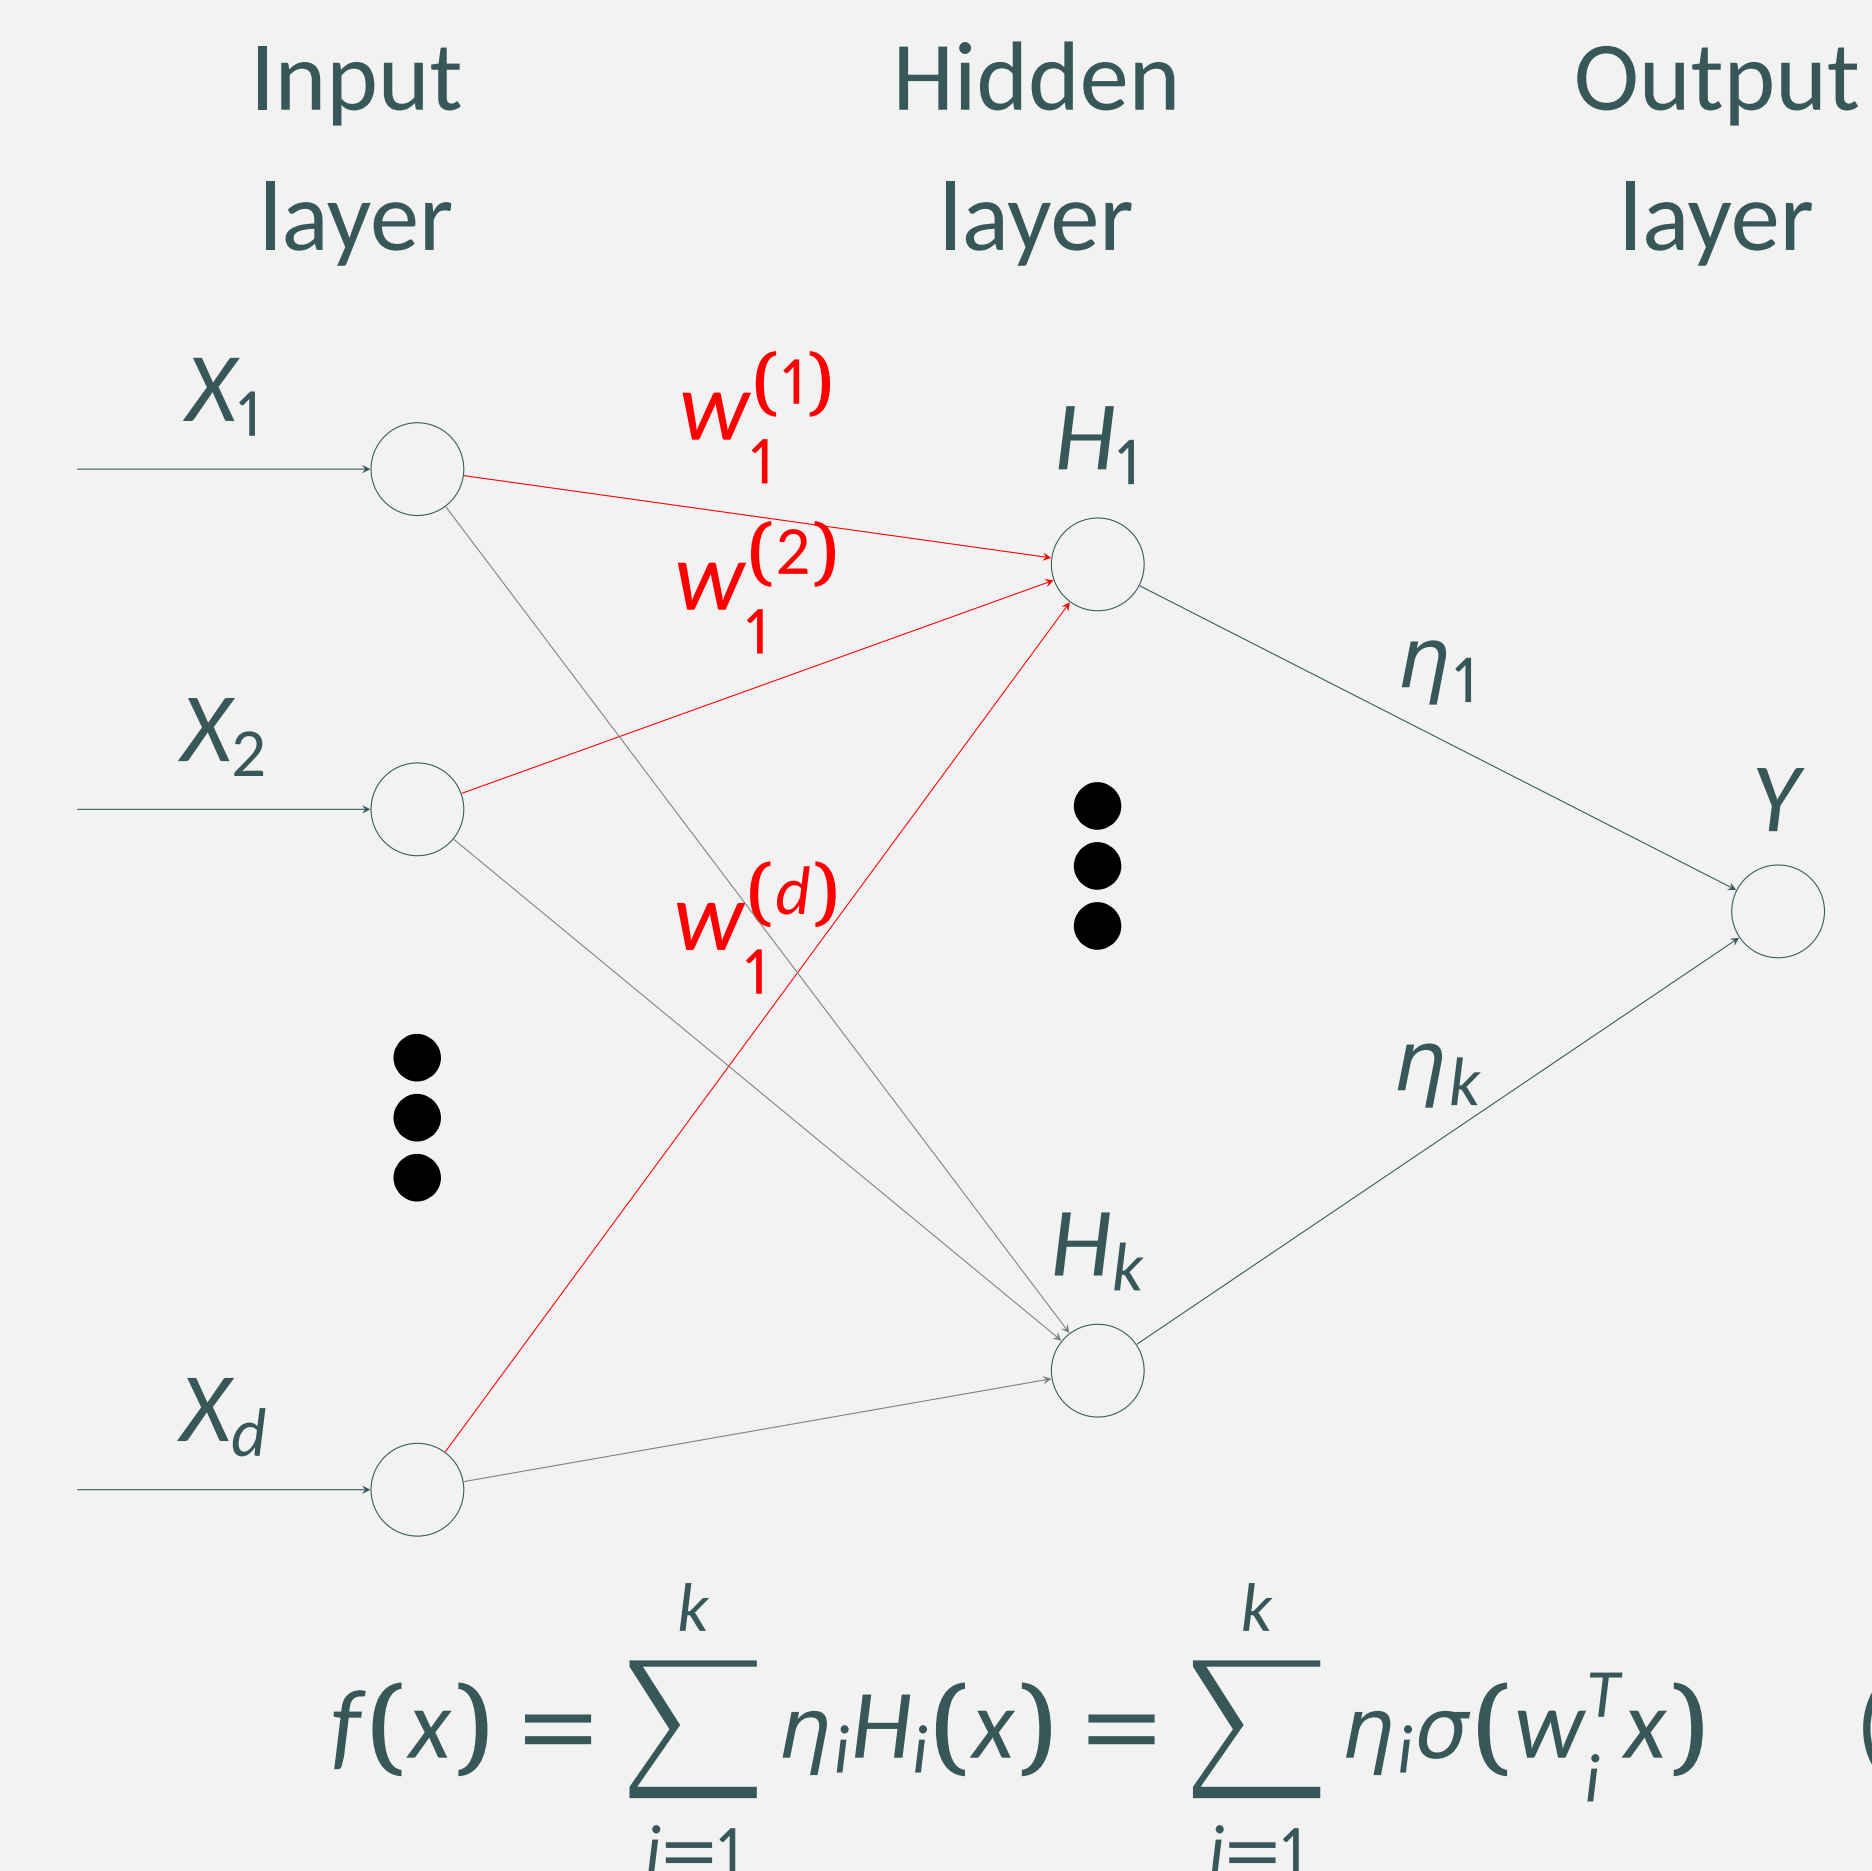 Input Hidden Output
layer layer layer
X₁ w₁⁽¹⁾ H₁
w₁⁽²⁾
η₁
X₂ Y
w₁⁽ᵈ⁾
ηₖ
Hₖ
X_d
f(x) = ∑_{i=1}^{k} ηᵢHᵢ(x) = ∑_{i=1}^{k} ηᵢσ(wᵢᵀx) (